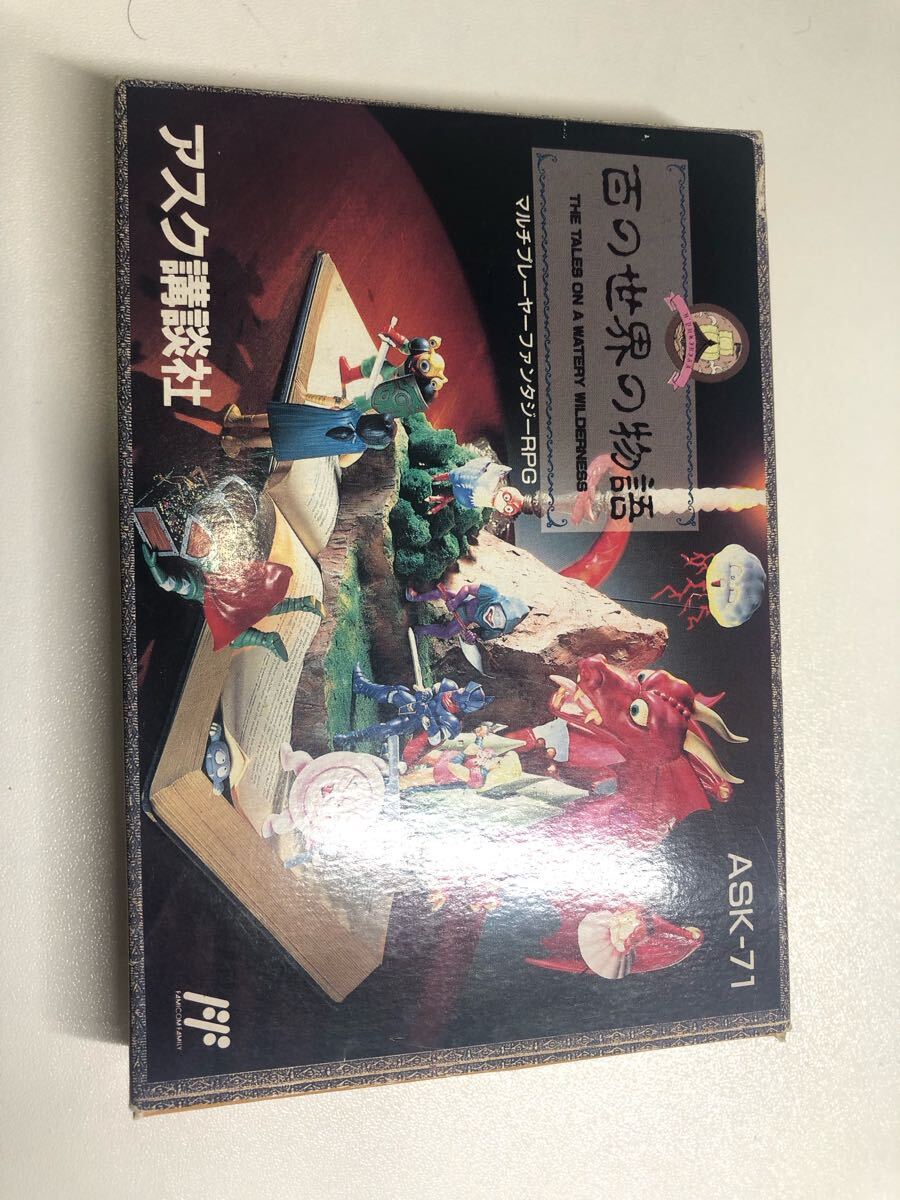 百の世界の物語
THE TALES ON A WATERY WILDERNESS
マルチプレーヤーファンタジーRPG
ASK-71
アスク講談社
FAMICOM FAMILY